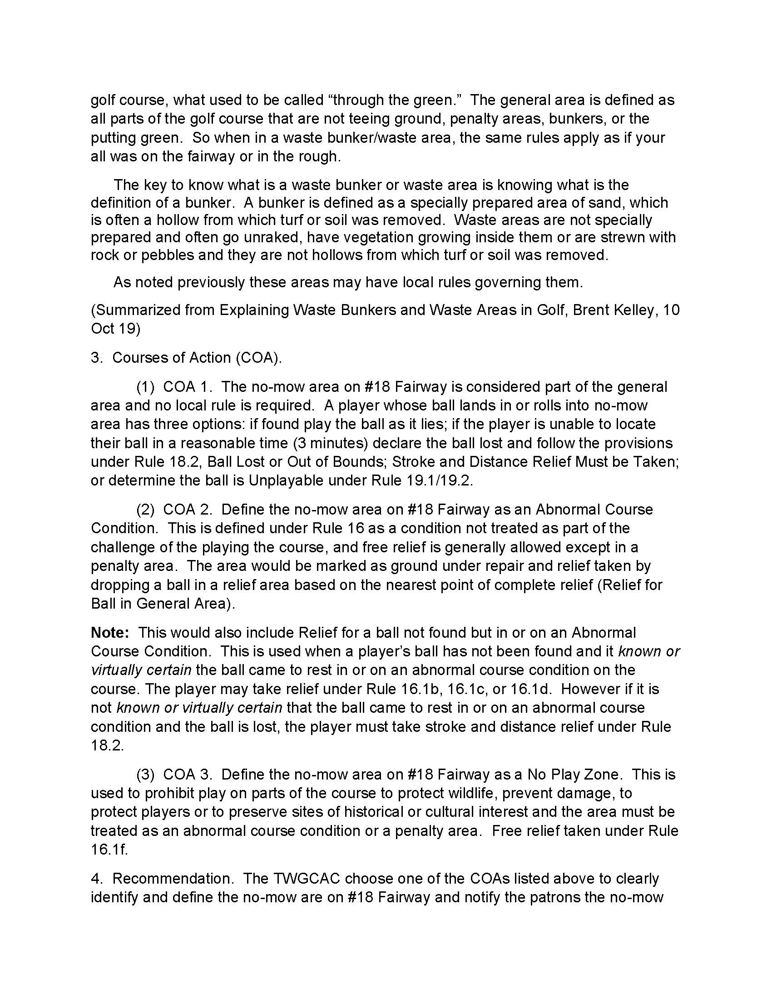 golf course, what used to be called “through the green.”  The general area is defined as
all parts of the golf course that are not teeing ground, penalty areas, bunkers, or the
putting green.  So when in a waste bunker/waste area, the same rules apply as if your
all was on the fairway or in the rough.
The key to know what is a waste bunker or waste area is knowing what is the
definition of a bunker.  A bunker is defined as a specially prepared area of sand, which
is often a hollow from which turf or soil was removed.  Waste areas are not specially
prepared and often go unraked, have vegetation growing inside them or are strewn with
rock or pebbles and they are not hollows from which turf or soil was removed.
As noted previously these areas may have local rules governing them.
(Summarized from Explaining Waste Bunkers and Waste Areas in Golf, Brent Kelley, 10
Oct 19)
3.  Courses of Action (COA).
(1)  COA 1.  The no-mow area on #18 Fairway is considered part of the general
area and no local rule is required.  A player whose ball lands in or rolls into no-mow
area has three options: if found play the ball as it lies; if the player is unable to locate
their ball in a reasonable time (3 minutes) declare the ball lost and follow the provisions
under Rule 18.2, Ball Lost or Out of Bounds; Stroke and Distance Relief Must be Taken;
or determine the ball is Unplayable under Rule 19.1/19.2.
(2)  COA 2.  Define the no-mow area on #18 Fairway as an Abnormal Course
Condition.  This is defined under Rule 16 as a condition not treated as part of the
challenge of the playing the course, and free relief is generally allowed except in a
penalty area.  The area would be marked as ground under repair and relief taken by
dropping a ball in a relief area based on the nearest point of complete relief (Relief for
Ball in General Area).
Note:  This would also include Relief for a ball not found but in or on an Abnormal
Course Condition.  This is used when a player’s ball has not been found and it known or
virtually certain the ball came to rest in or on an abnormal course condition on the
course. The player may take relief under Rule 16.1b, 16.1c, or 16.1d.  However if it is
not known or virtually certain that the ball came to rest in or on an abnormal course
condition and the ball is lost, the player must take stroke and distance relief under Rule
18.2.
(3)  COA 3.  Define the no-mow area on #18 Fairway as a No Play Zone.  This is
used to prohibit play on parts of the course to protect wildlife, prevent damage, to
protect players or to preserve sites of historical or cultural interest and the area must be
treated as an abnormal course condition or a penalty area.  Free relief taken under Rule
16.1f.
4.  Recommendation.  The TWGCAC choose one of the COAs listed above to clearly
identify and define the no-mow are on #18 Fairway and notify the patrons the no-mow